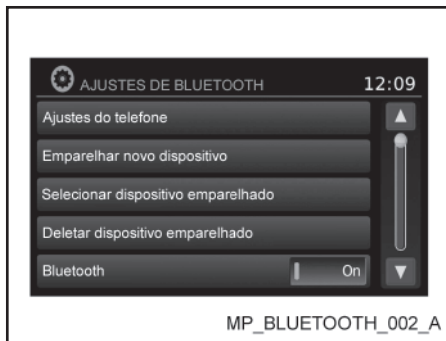 AJUSTES DE BLUETOOTH 12:09
Ajustes do telefone
Emparelhar novo dispositivo
Selecionar dispositivo emparelhado
Deletar dispositivo emparelhado
Bluetooth On
MP_BLUETOOTH_002_A